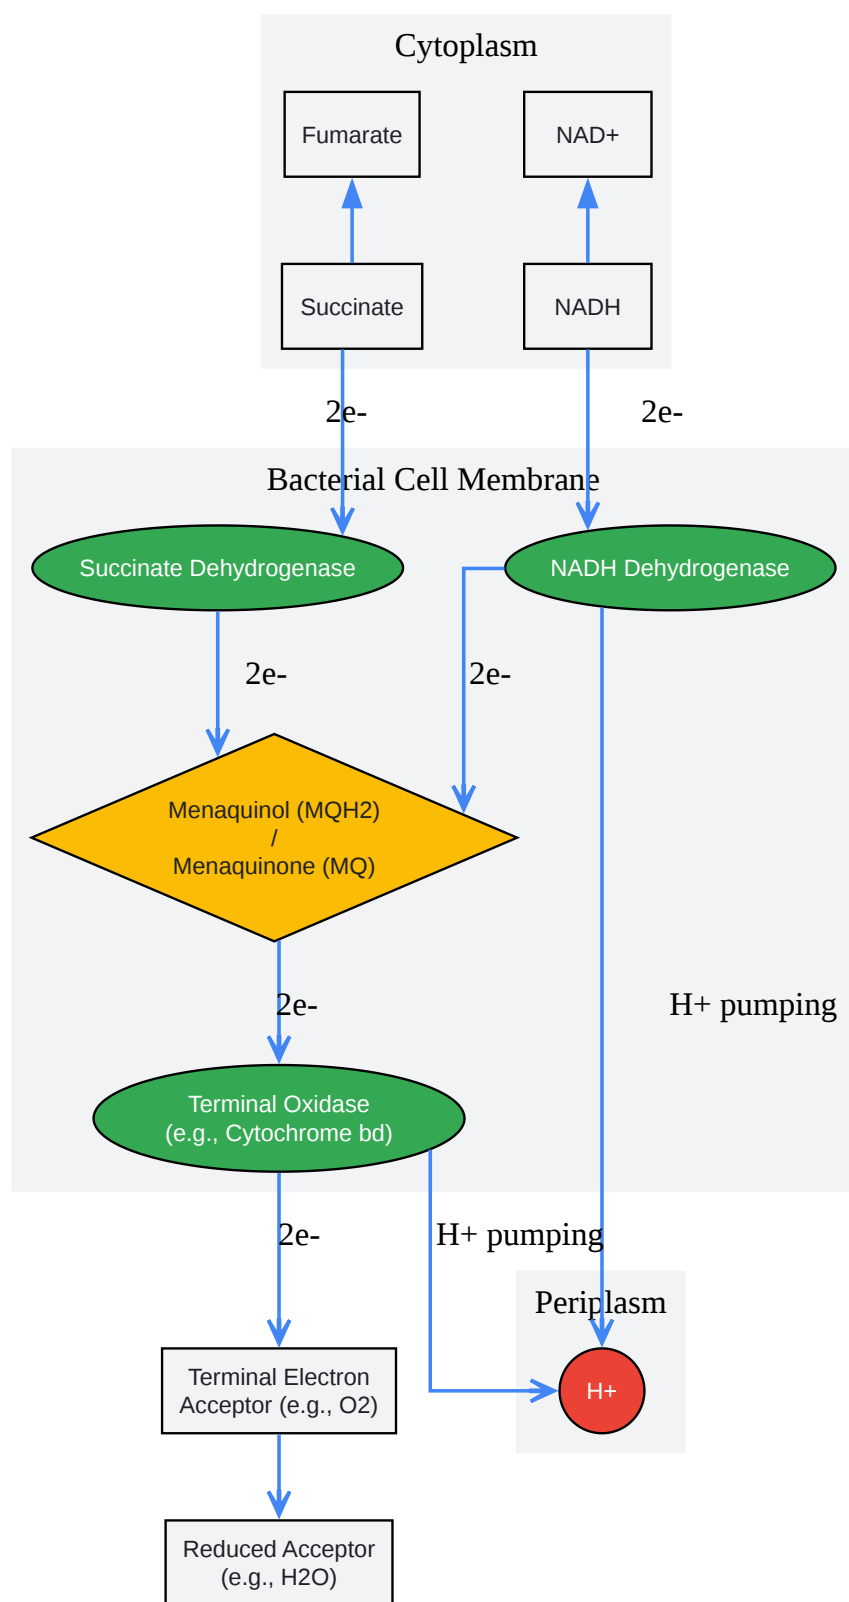 Cytoplasm
Fumarate
NAD+
Succinate
NADH
2e-
2e-
Bacterial Cell Membrane
Succinate Dehydrogenase
NADH Dehydrogenase
2e-
2e-
Menaquinol (MQH2)
/
Menaquinone (MQ)
2e-
H+ pumping
Terminal Oxidase
(e.g., Cytochrome bd)
2e-
H+ pumping
Periplasm
Terminal Electron
Acceptor (e.g., O2)
H+
Reduced Acceptor
(e.g., H2O)